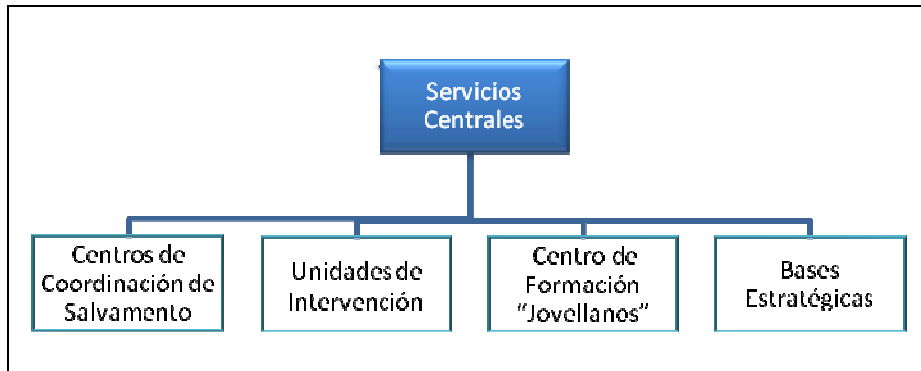 Servicios
Centrales
Centros de
Coordinación de
Salvamento
Unidades de
Intervención
Centro de
Formación
“Jovellanos”
Bases
Estratégicas